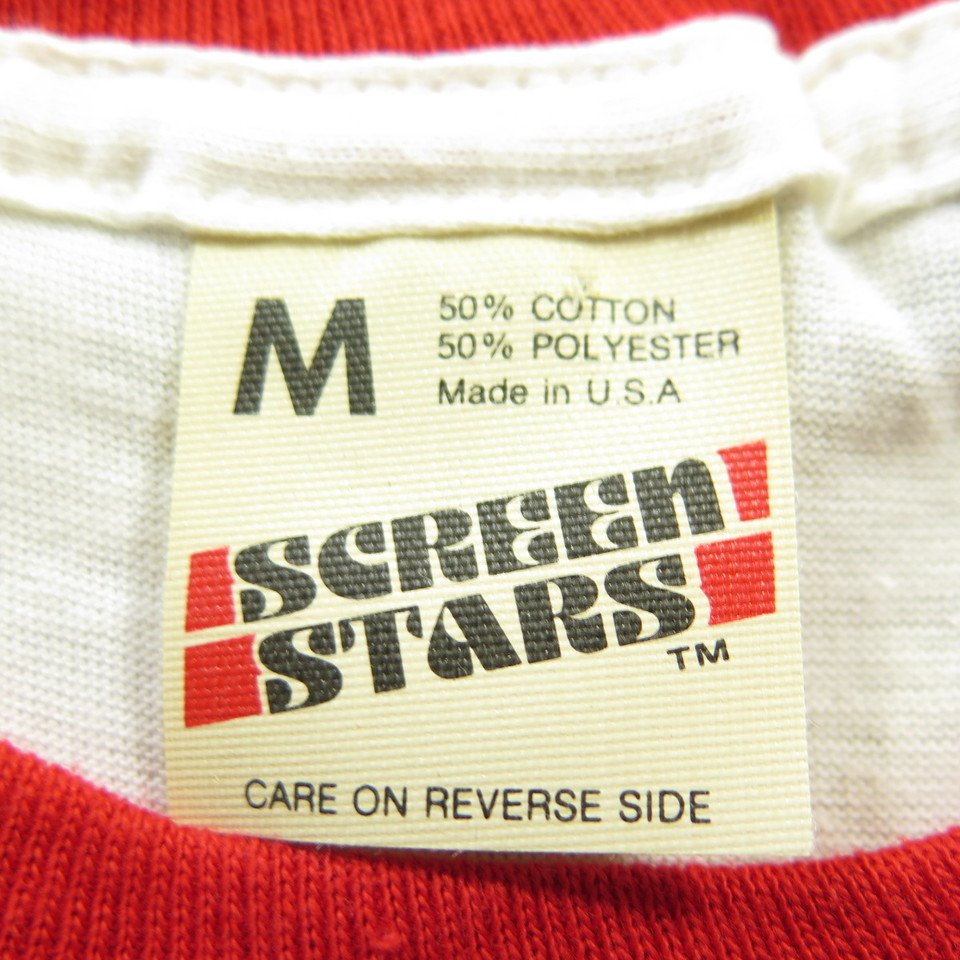 M
50% COTTON
50% POLYESTER
Made in U.S.A
SCREEN
STARS
TM
CARE ON REVERSE SIDE